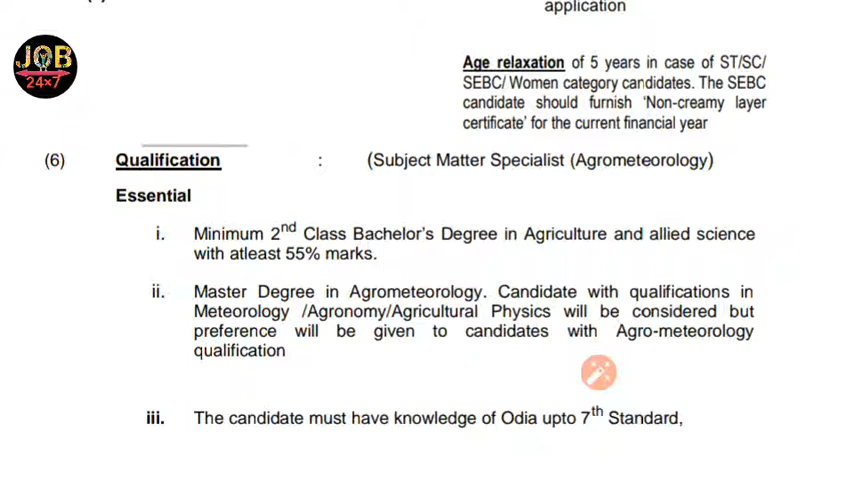 application
JOB
24×7
Age relaxation of 5 years in case of ST/SC/
SEBC/ Women category candidates. The SEBC
candidate should furnish 'Non-creamy layer
certificate' for the current financial year
(6) Qualification : (Subject Matter Specialist (Agrometeorology)
Essential
i. Minimum 2nd Class Bachelor's Degree in Agriculture and allied science
with atleast 55% marks.
ii. Master Degree in Agrometeorology. Candidate with qualifications in
Meteorology /Agronomy/Agricultural Physics will be considered but
preference will be given to candidates with Agro-meteorology
qualification
iii. The candidate must have knowledge of Odia upto 7th Standard,